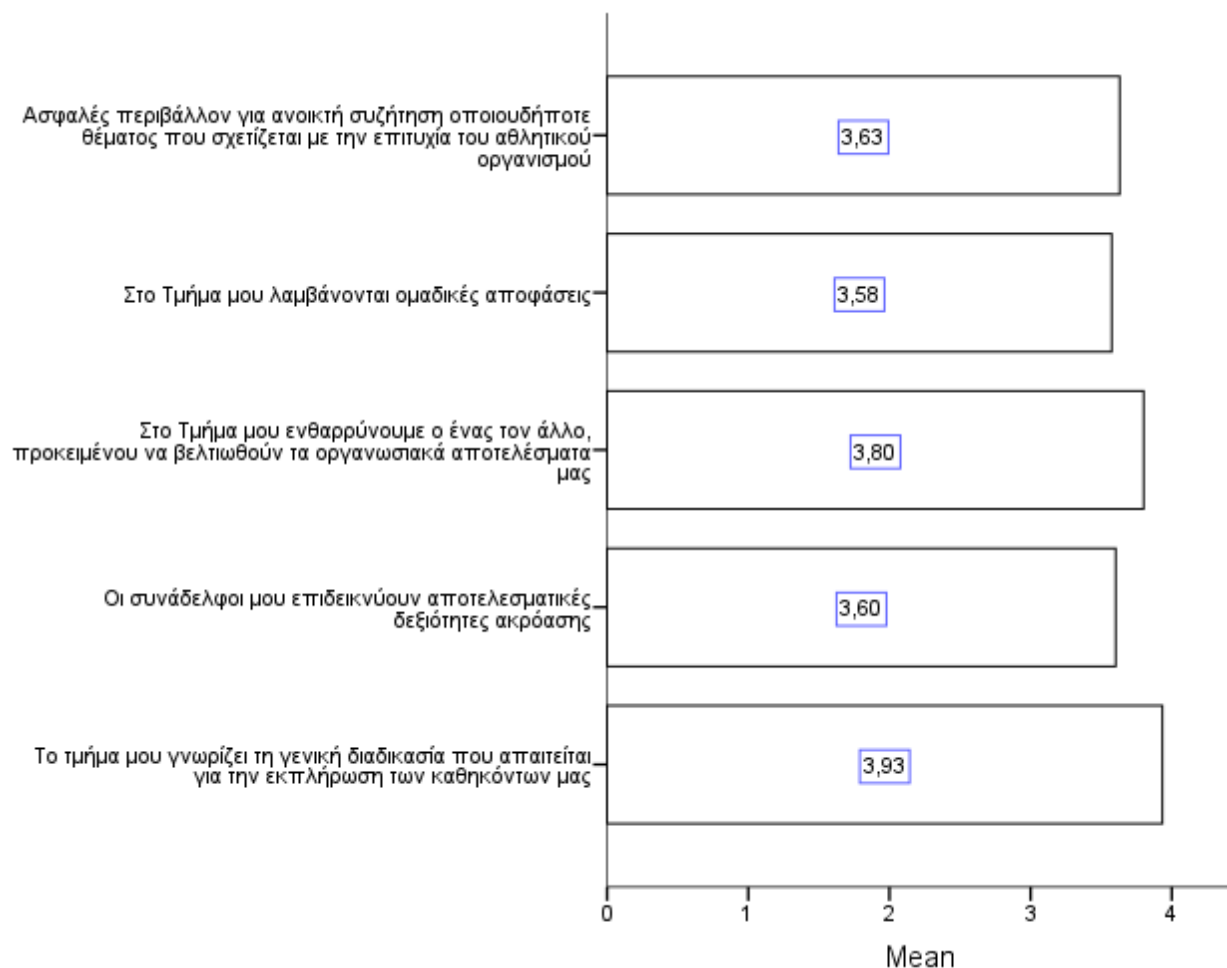 Ασφαλές περιβάλλον για ανοικτή συζήτηση οποιουδήποτε
θέματος που σχετίζεται με την επιτυχία του αθλητικού
οργανισμού
3,63
Στο Τμήμα μου λαμβάνονται ομαδικές αποφάσεις
3,58
Στο Τμήμα μου ενθαρρύνουμε ο ένας τον άλλο,
προκειμένου να βελτιωθούν τα οργανωσιακά αποτελέσματα
μας
3,80
Οι συνάδελφοι μου επιδεικνύουν αποτελεσματικές
δεξιότητες ακρόασης
3,60
Το τμήμα μου γνωρίζει τη γενική διαδικασία που απαιτείται
για την εκπλήρωση των καθηκόντων μας
3,93
0 1 2 3 4
Mean